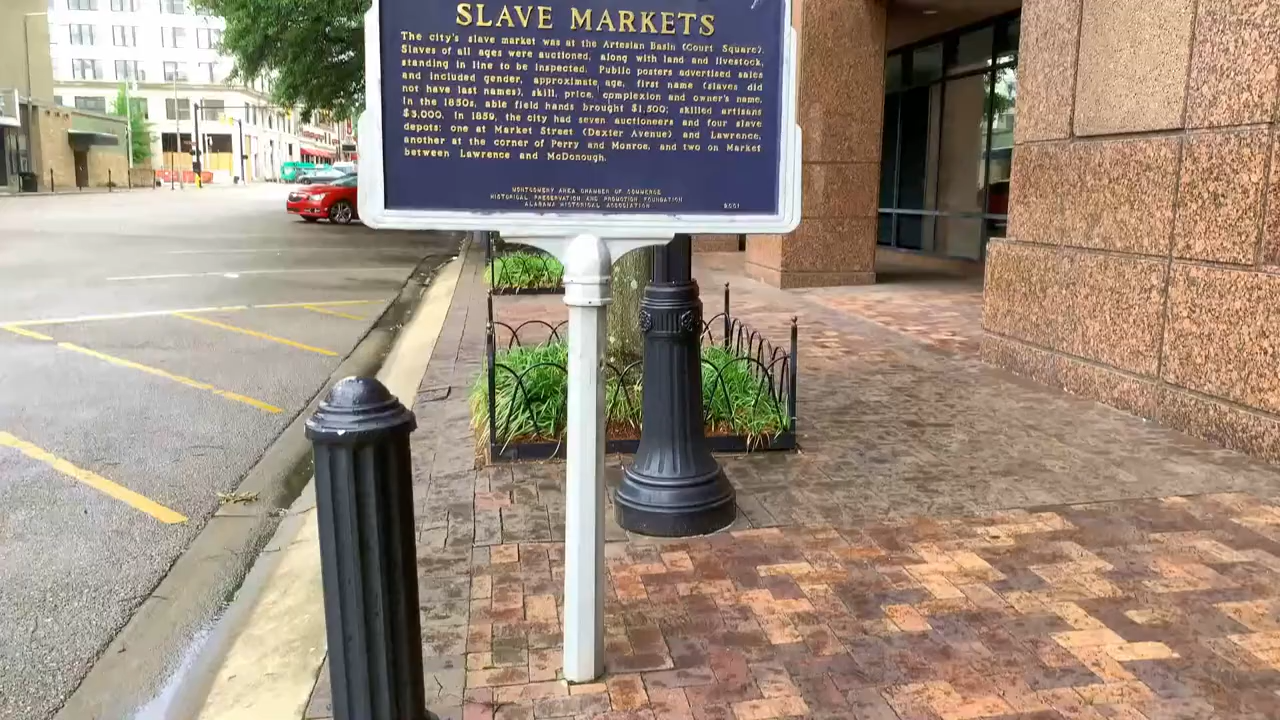 SLAVE MARKETS
The city's slave market was at the Artesian Basin (Court Square).
Slaves of all ages were auctioned, along with land and livestock,
standing in line to be inspected. Public posters advertised sales
and included gender, approximate age, first name (slaves did
not have last names), skill, price, complexion and owner's name.
In the 1850s, able field hands brought $1,500; skilled artisans
$3,000. In 1859, the city had seven auctioneers and four slave
depots: one at Market Street (Dexter Avenue) and Lawrence,
another at the corner of Perry and Monroe, and two on Market
between Lawrence and McDonough.
MONTGOMERY AREA CHAMBER OF COMMERCE
HISTORICAL PRESERVATION AND PROMOTION FOUNDATION
ALABAMA HISTORICAL ASSOCIATION 2001